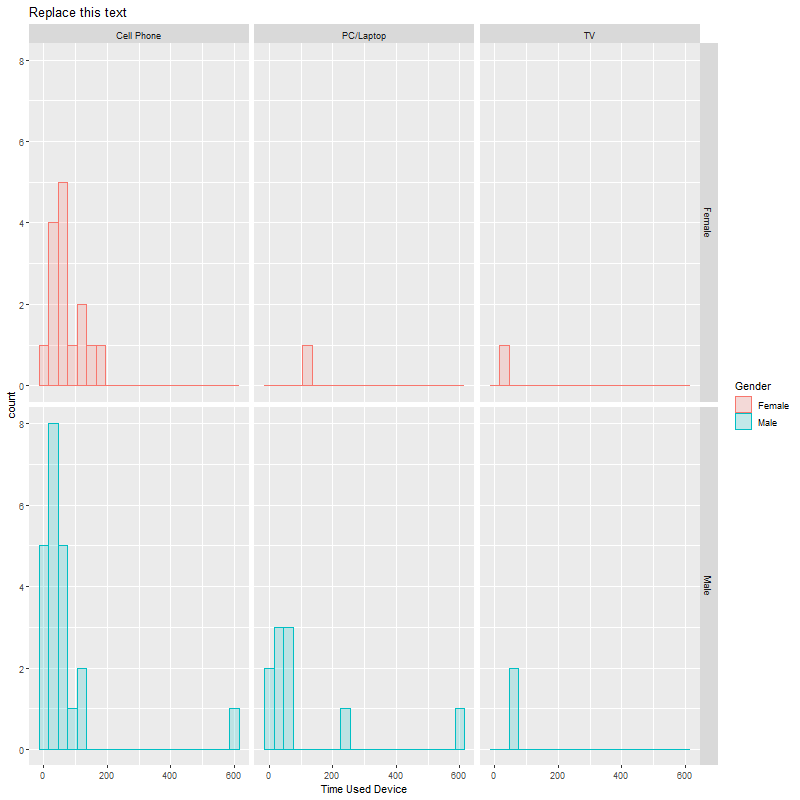 Replace this text
Cell Phone PC/Laptop TV
8
6
4
2
0
Female
8
6
4
2
0
Male
0 200 400 600 0 200 400 600 0 200 400 600
Time Used Device
count
Gender
Female
Male